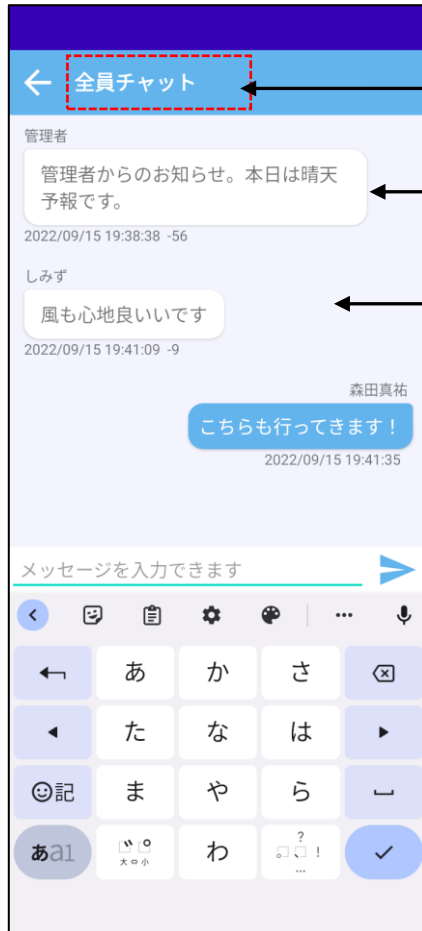 全員チャット
管理者
管理者からのお知らせ。本日は晴天
予報です。
2022/09/15 19:38:38 -56
しみず
風も心地良いいです
2022/09/15 19:41:09 -9
森田真祐
こちらも行ってきます！
2022/09/15 19:41:35
メッセージを入力できます
あ か さ
た な は
記 ま や ら
あa1 大⇔小 わ 。、?!…